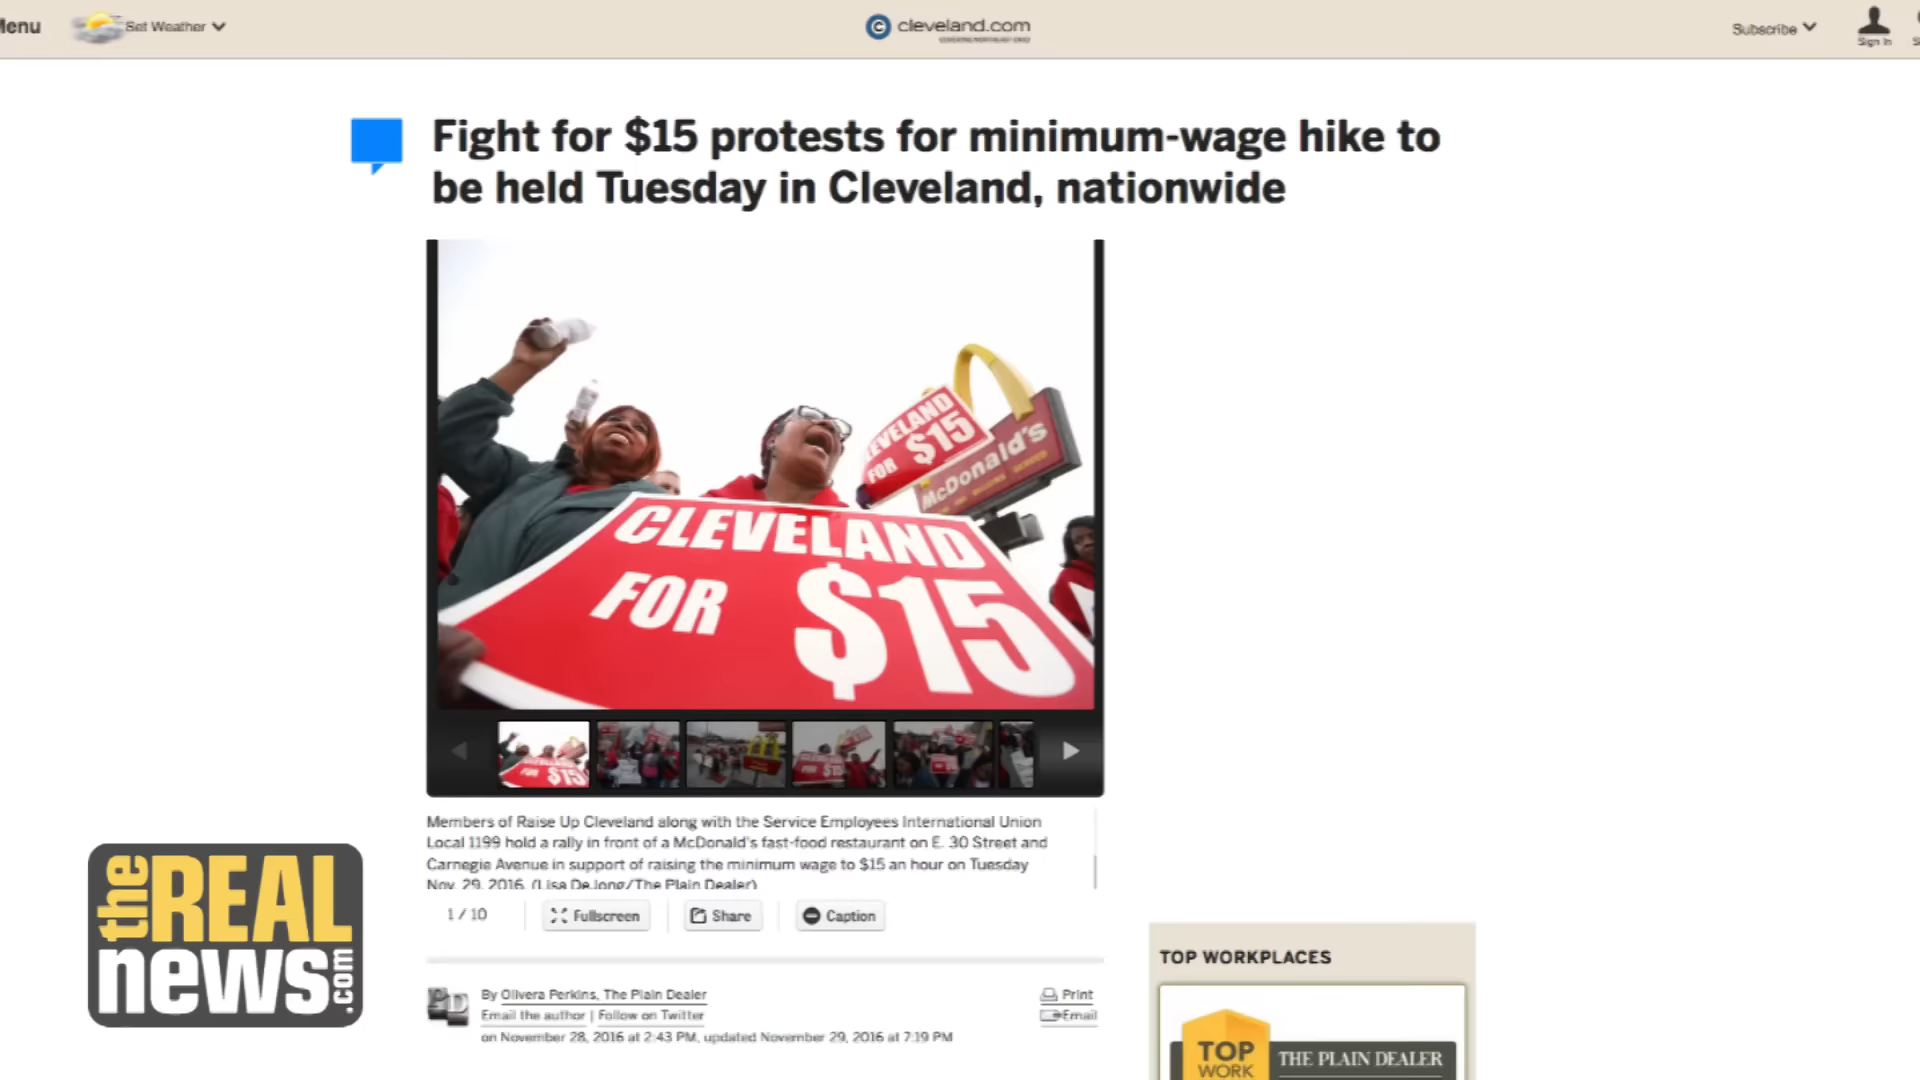 Menu
Set Weather
cleveland.com
COVERING NORTHEAST OHIO
Subscribe
Sign In
Fight for $15 protests for minimum-wage hike to
be held Tuesday in Cleveland, nationwide
CLEVELAND
FOR $15
McDonald's
CLEVELAND
FOR $15
Members of Raise Up Cleveland along with the Service Employees International Union
Local 1199 hold a rally in front of a McDonald's fast-food restaurant on E. 30 Street and
Carnegie Avenue in support of raising the minimum wage to $15 an hour on Tuesday
Nov. 29, 2016. (Lisa DeJong/The Plain Dealer)
1 / 10
Fullscreen
Share
Caption
PD
By Olivera Perkins, The Plain Dealer
Email the author | Follow on Twitter
on November 28, 2016 at 2:43 PM, updated November 29, 2016 at 7:19 PM
Print
Email
TOP WORKPLACES
TOP
WORK
THE PLAIN DEALER
the REAL
news.com